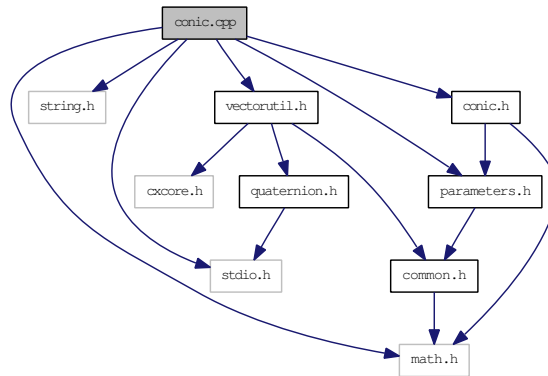 conic.cpp
string.h
vectorutil.h
conic.h
cxcore.h
quaternion.h
parameters.h
stdio.h
common.h
math.h